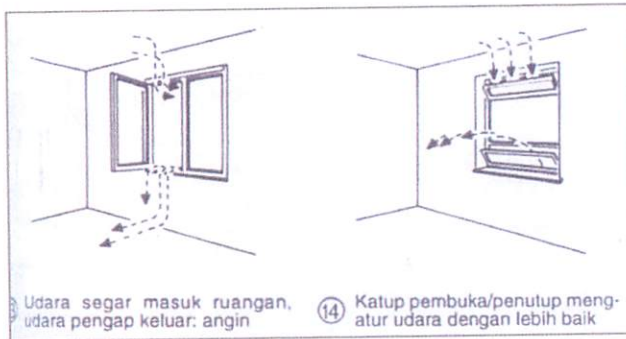 Udara segar masuk ruangan,
udara pengap keluar: angin
14 Katup pembuka/penutup meng-
atur udara dengan lebih baik